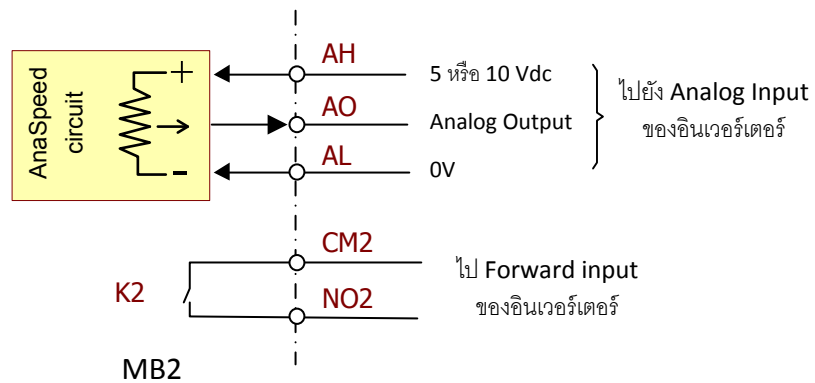 AnaSpeed
circuit
+
-
AH
5 หรือ 10 Vdc
AO
Analog Output
AL
0V
ไปยัง Analog Input
ของอินเวอร์เตอร์
K2
CM2
NO2
ไป Forward input
ของอินเวอร์เตอร์
MB2